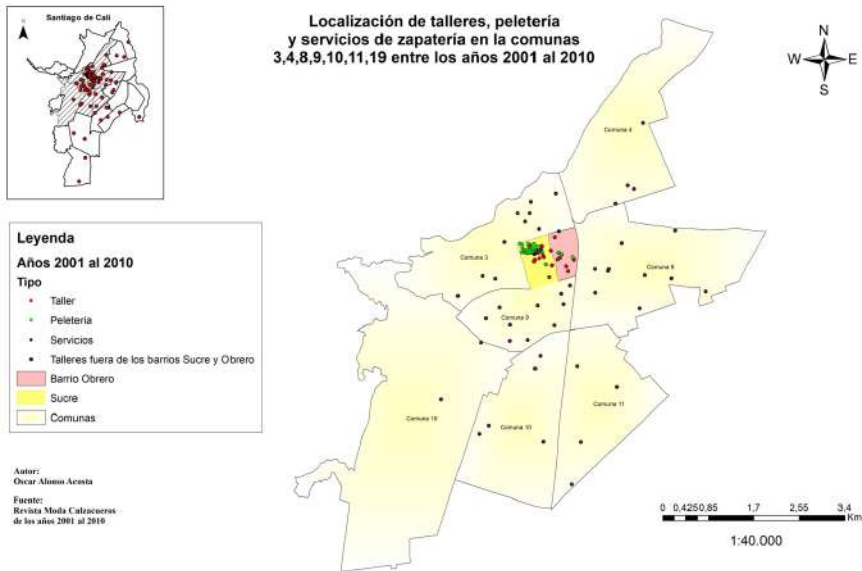 Santiago de Cali
N
Localización de talleres, peletería
y servicios de zapatería en la comunas
3,4,8,9,10,11,19 entre los años 2001 al 2010
N
W E
S
Comuna 4
Comuna 3
Comuna 8
Comuna 9
Comuna 19
Comuna 10
Comuna 11
Leyenda
Años 2001 al 2010
Tipo
Taller
Peletería
Servicios
Talleres fuera de los barrios Sucre y Obrero
Barrio Obrero
Sucre
Comunas
Autor:
Oscar Alonso Acosta
Fuente:
Revista Moda Calzacueros
de los años 2001 al 2010
0 0,425 0,85 1,7 2,55 3,4
Km
1:40.000